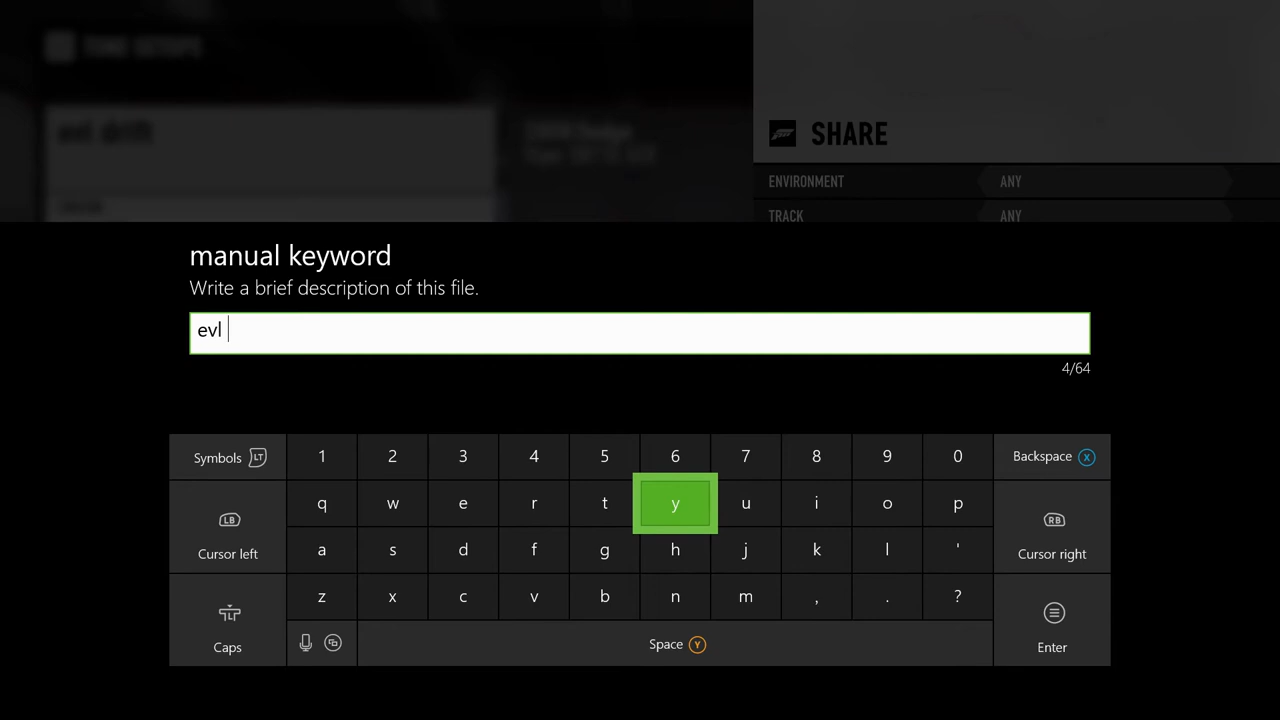 TUNE SETUPS
SHARE
ENVIRONMENT ANY
TRACK ANY
manual keyword
Write a brief description of this file.
evl
4/64
Symbols LT 1 2 3 4 5 6 7 8 9 0 Backspace X
q w e r t y u i o p
LB a s d f g h j k l ' RB
Cursor left Cursor right
z x c v b n m , . ?
Caps Space Y Enter